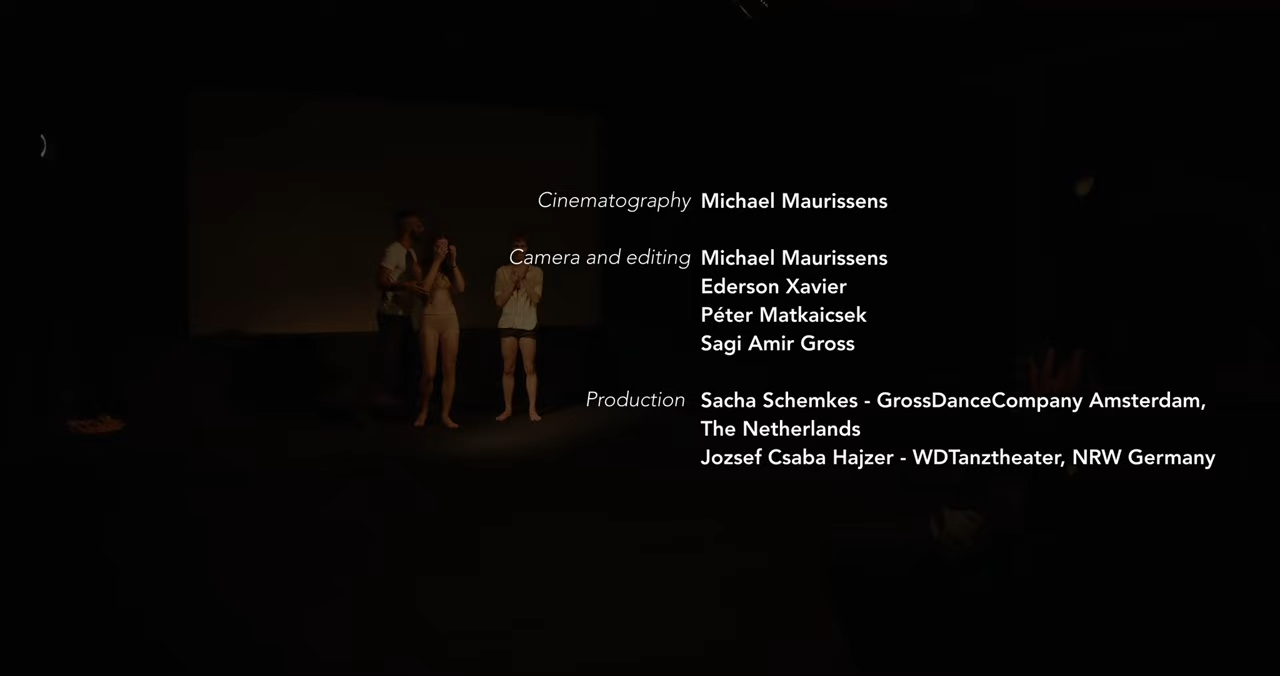 Cinematography Michael Maurissens
Camera and editing Michael Maurissens
Ederson Xavier
Péter Matkaicsek
Sagi Amir Gross
Production Sacha Schemkes - GrossDanceCompany Amsterdam,
The Netherlands
Jozsef Csaba Hajzer - WDTanztheater, NRW Germany